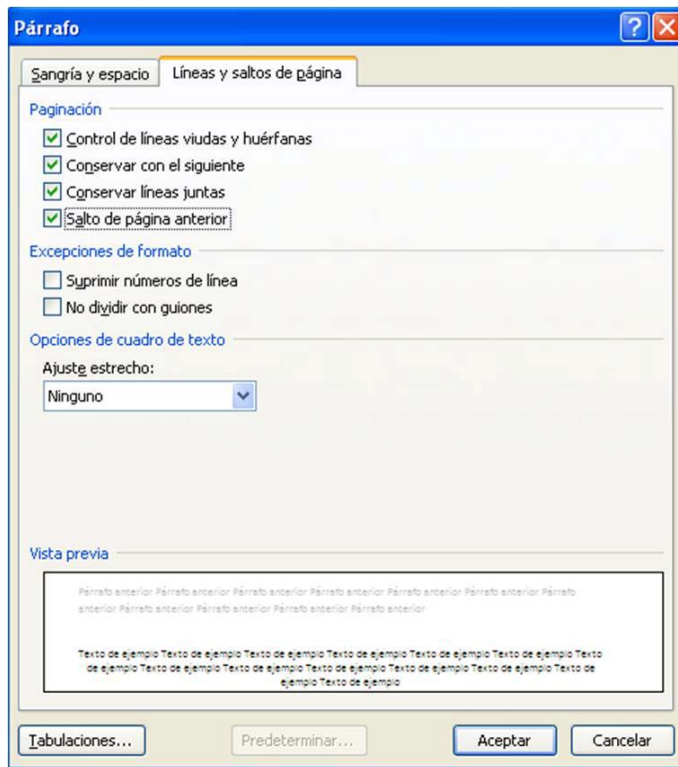 Párrafo
Sangría y espacio
Líneas y saltos de página
Paginación
Control de líneas viudas y huérfanas
Conservar con el siguiente
Conservar líneas juntas
Salto de página anterior
Excepciones de formato
Suprimir números de línea
No dividir con guiones
Opciones de cuadro de texto
Ajuste estrecho:
Ninguno
Vista previa
Párrafo anterior Párrafo anterior Párrafo anterior Párrafo anterior Párrafo anterior Párrafo anterior Párrafo
anterior Párrafo anterior Párrafo anterior Párrafo anterior Párrafo anterior
Texto de ejemplo Texto de ejemplo Texto de ejemplo Texto de ejemplo Texto de ejemplo Texto de ejemplo Texto
de ejemplo Texto de ejemplo Texto de ejemplo Texto de ejemplo Texto de ejemplo Texto de ejemplo Texto de
ejemplo Texto de ejemplo
Tabulaciones...
Predeterminar...
Aceptar
Cancelar